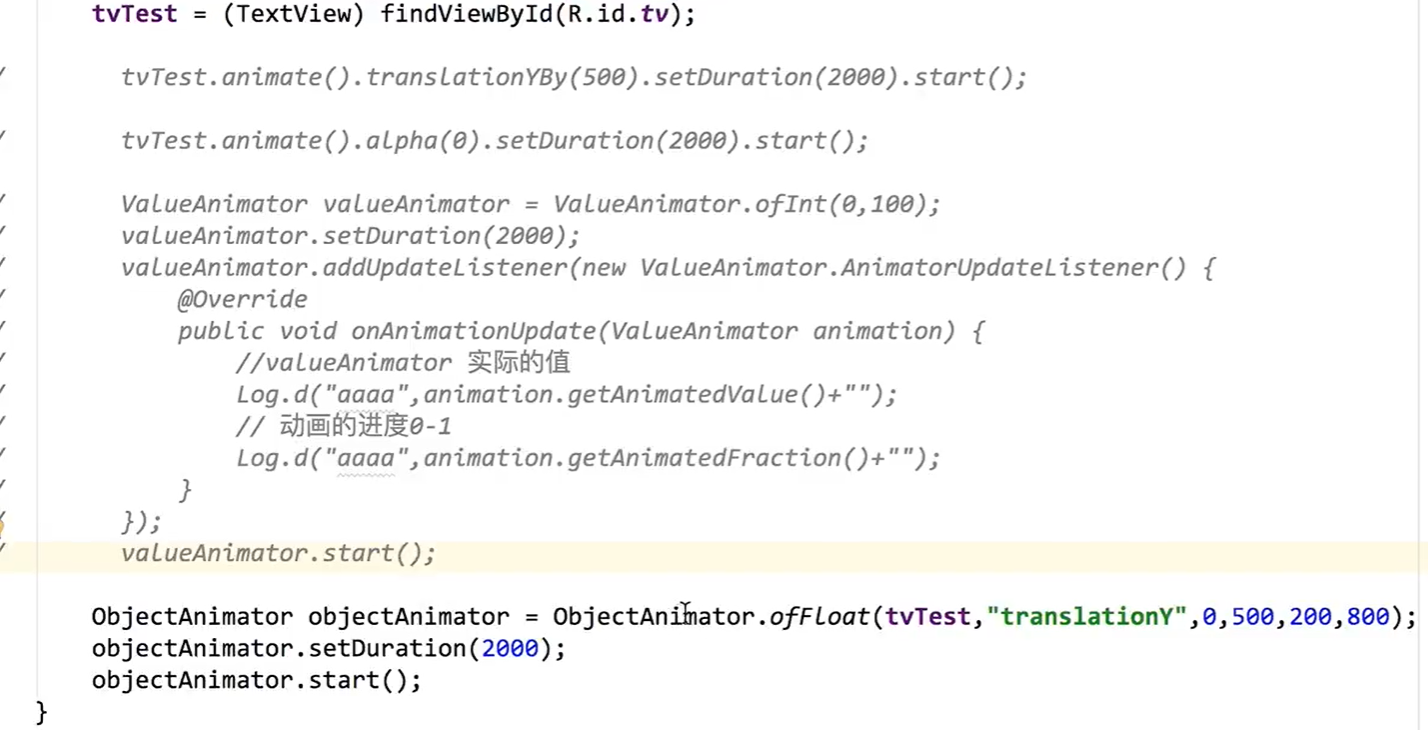 tvTest = (TextView) findViewById(R.id.tv);
tvTest.animate().translationYBy(500).setDuration(2000).start();
tvTest.animate().alpha(0).setDuration(2000).start();
ValueAnimator valueAnimator = ValueAnimator.ofInt(0,100);
valueAnimator.setDuration(2000);
valueAnimator.addUpdateListener(new ValueAnimator.AnimatorUpdateListener() {
@Override
public void onAnimationUpdate(ValueAnimator animation) {
//valueAnimator 实际的值
Log.d("aaaa",animation.getAnimatedValue()+"");
// 动画的进度0-1
Log.d("aaaa",animation.getAnimatedFraction()+"");
}
});
valueAnimator.start();
ObjectAnimator objectAnimator = ObjectAnimator.ofFloat(tvTest,"translationY",0,500,200,800);
objectAnimator.setDuration(2000);
objectAnimator.start();
}